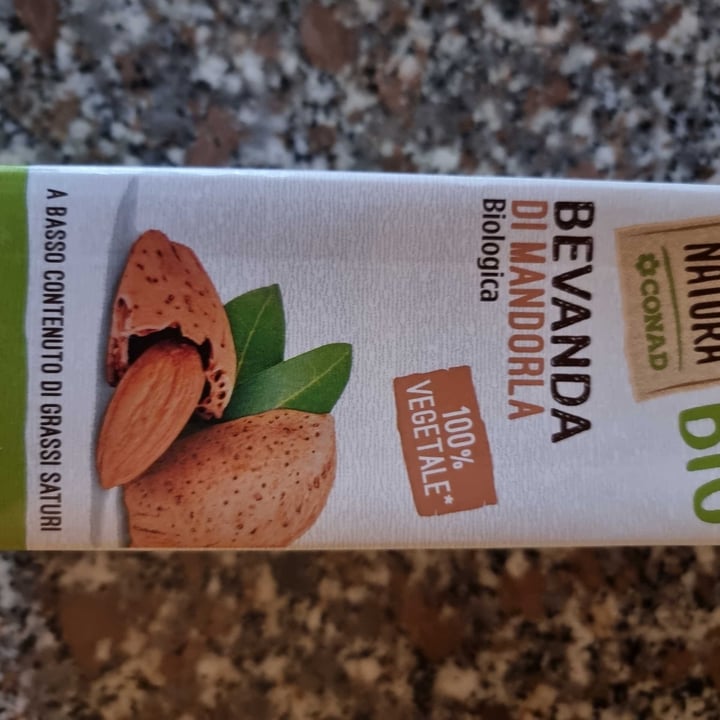 NATURA
CONAD
BIO
BEVANDA
DI MANDORLA
Biologica
100%
VEGETALE*
A BASSO CONTENUTO DI GRASSI SATURI